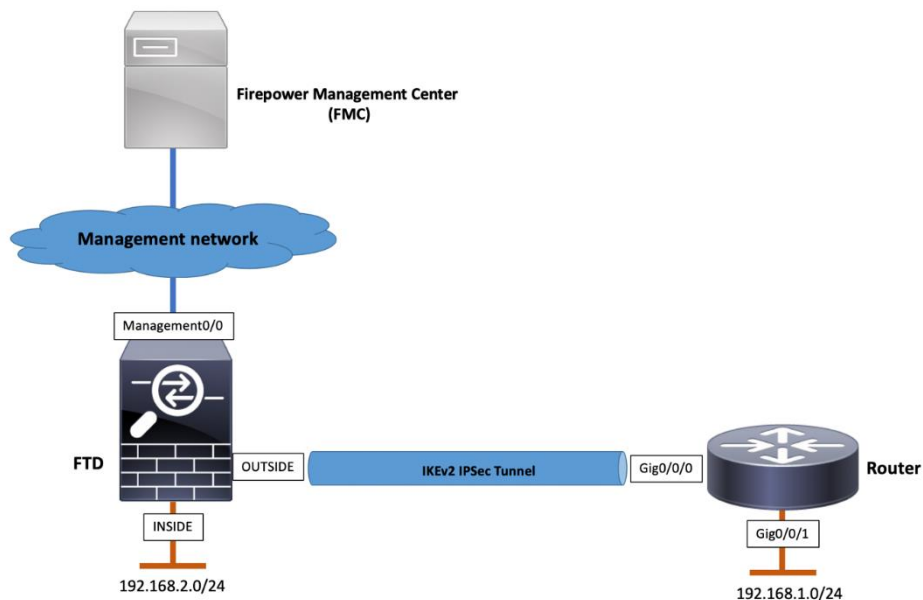 Firepower Management Center
(FMC)
Management network
Management0/0
FTD
OUTSIDE
IKEv2 IPSec Tunnel
Gig0/0/0
Router
INSIDE
Gig0/0/1
192.168.2.0/24
192.168.1.0/24